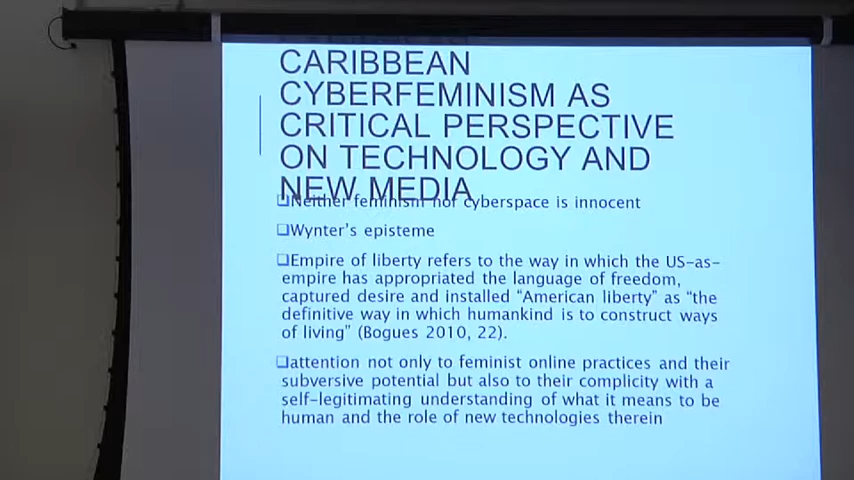 CARIBBEAN
CYBERFEMINISM AS
CRITICAL PERSPECTIVE
ON TECHNOLOGY AND
NEW MEDIA
❑Neither feminism nor cyberspace is innocent
❑Wynter's episteme
❑Empire of liberty refers to the way in which the US-as-
empire has appropriated the language of freedom,
captured desire and installed "American liberty" as "the
definitive way in which humankind is to construct ways
of living" (Bogues 2010, 22).
❑attention not only to feminist online practices and their
subversive potential but also to their complicity with a
self-legitimating understanding of what it means to be
human and the role of new technologies therein